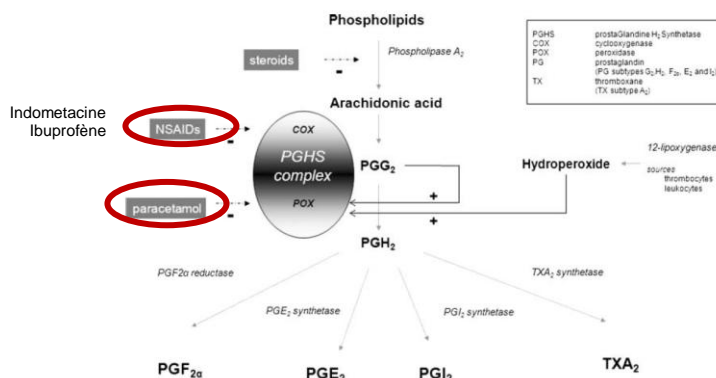 Phospholipids
steroids
Phospholipase A₂
-
Arachidonic acid
PGHS prostaGlandine H₂ Synthetase
COX cyclooxygenase
POX peroxidase
PG prostaglandin
(PG subtypes G₂,H₂, F₂α, E₂ and I₂)
TX thromboxane
(TX subtype A₂)
Indometacine
Ibuprofène
NSAIDs
-
COX
PGHS
complex
POX
PGG₂
12-lipoxygenase
Hydroperoxide
sources
thrombocytes
leukocytes
paracetamol
-
+
+
PGH₂
PGF2α reductase
PGE₂ synthetase
PGI₂ synthetase
TXA₂ synthetase
PGF₂α
PGE₂
PGI₂
TXA₂